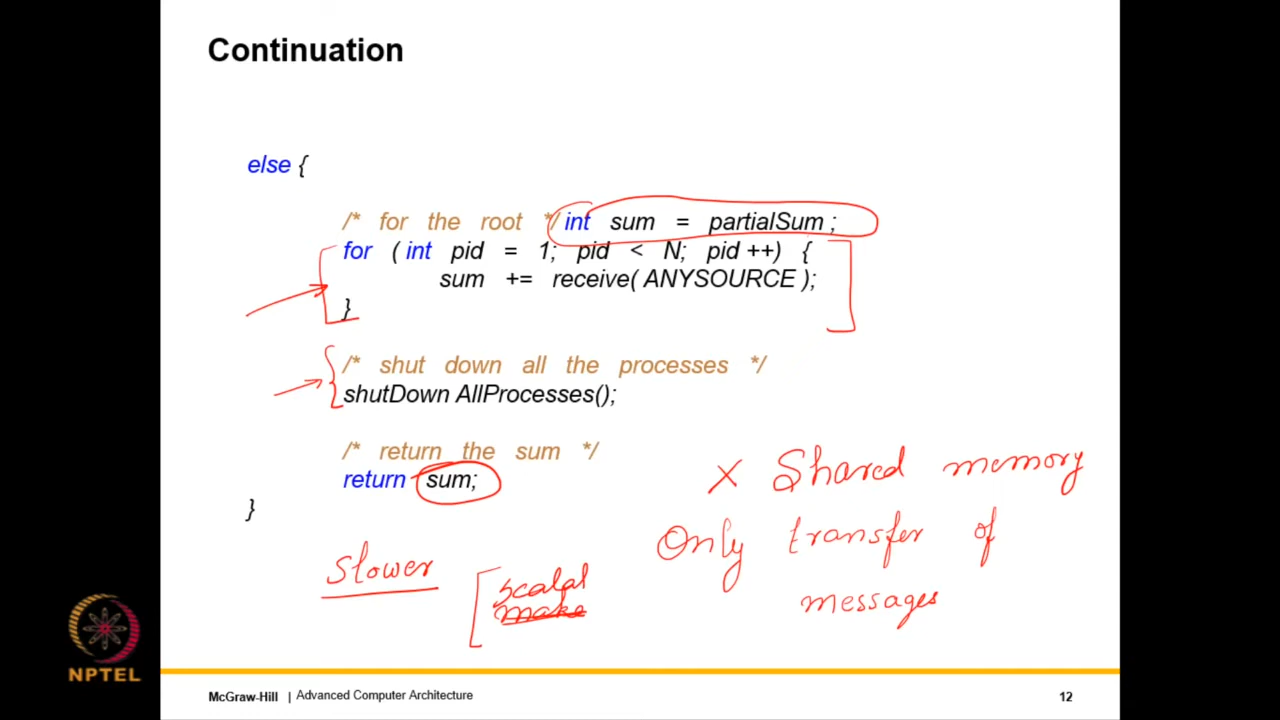 Continuation
else {
/* for the root */ int sum = partialSum ;
for ( int pid = 1; pid < N; pid ++) {
sum += receive( ANYSOURCE );
}
/* shut down all the processes */
shutDown AllProcesses();
/* return the sum */
return sum;
}
X Shared memory
Only transfer of
messages
Slower
scalal
make
NPTEL
McGraw-Hill | Advanced Computer Architecture
12